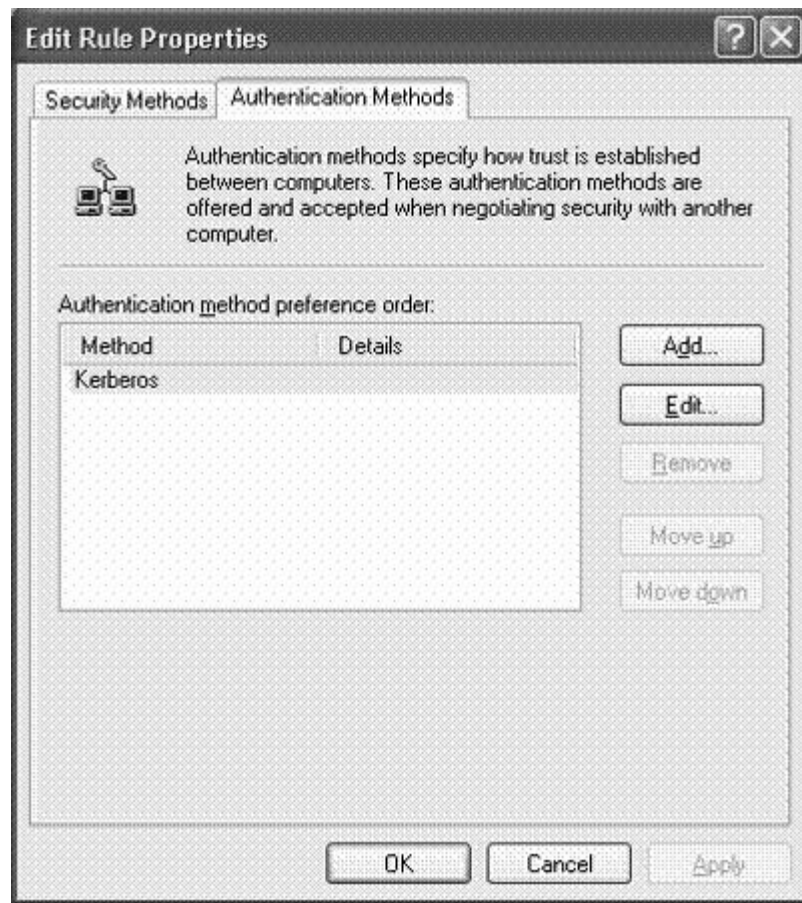 Edit Rule Properties
Security Methods
Authentication Methods
Authentication methods specify how trust is established
between computers. These authentication methods are
offered and accepted when negotiating security with another
computer.
Authentication method preference order:
Method Details
Kerberos
Add...
Edit...
Remove
Move up
Move down
OK
Cancel
Apply